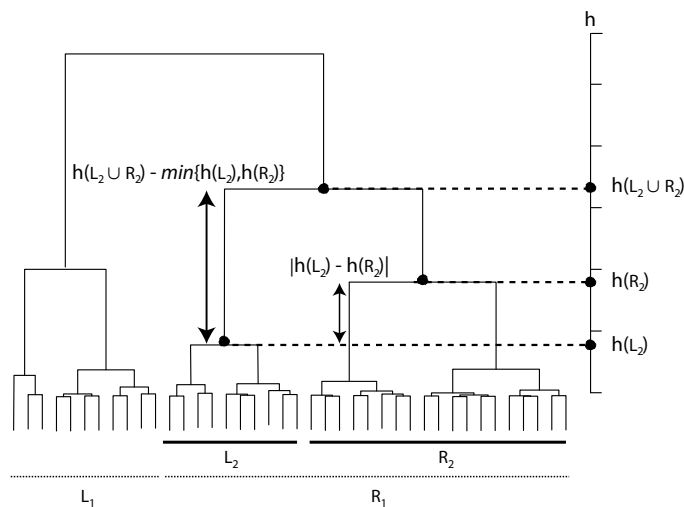 h
h(L₂ ∪ R₂) - min{h(L₂),h(R₂)}
h(L₂ ∪ R₂)
|h(L₂) - h(R₂)|
h(R₂)
h(L₂)
L₂
R₂
L₁
R₁